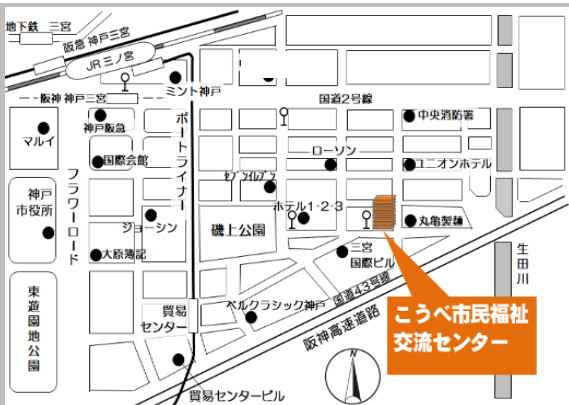 地下鉄 三宮
阪急 神戸三宮
JR三ノ宮
ミント神戸
阪神 神戸三宮
国道2号線
神戸阪急
中央消防署
マルイ
国際会館
ポートライナー
ローソン
ユニオンホテル
フラワーロード
セブンイレブン
神戸
市役所
ジョーシン
磯上公園
ホテル1・2・3
丸亀製麺
大原簿記
三宮
国際ビル
生田川
国道43号線
東遊園地公園
貿易
センター
ベルクラシック神戸
阪神高速道路
こうべ市民福祉
交流センター
貿易センタービル
N